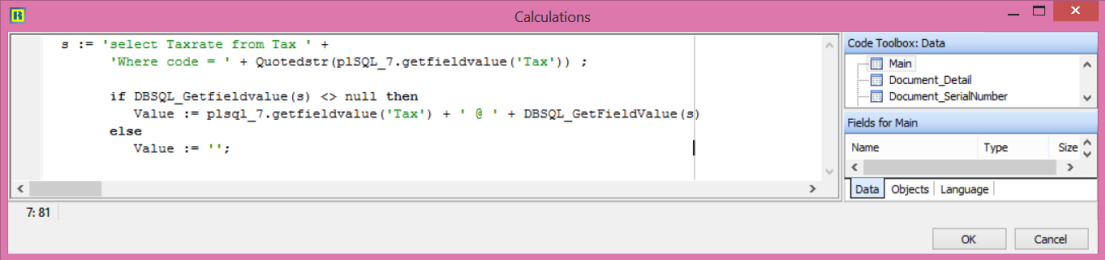 R
Calculations
s := 'select Taxrate from Tax ' +
'Where code = ' + Quotedstr(plSQL_7.getfieldvalue('Tax')) ;
if DBSQL_Getfieldvalue(s) <> null then
Value := plsql_7.getfieldvalue('Tax') + ' @ ' + DBSQL_GetFieldValue(s)
else
Value := '';
7: 81
Code Toolbox: Data
Main
Document_Detail
Document_SerialNumber
Fields for Main
Name Type Size
Data Objects Language
OK Cancel